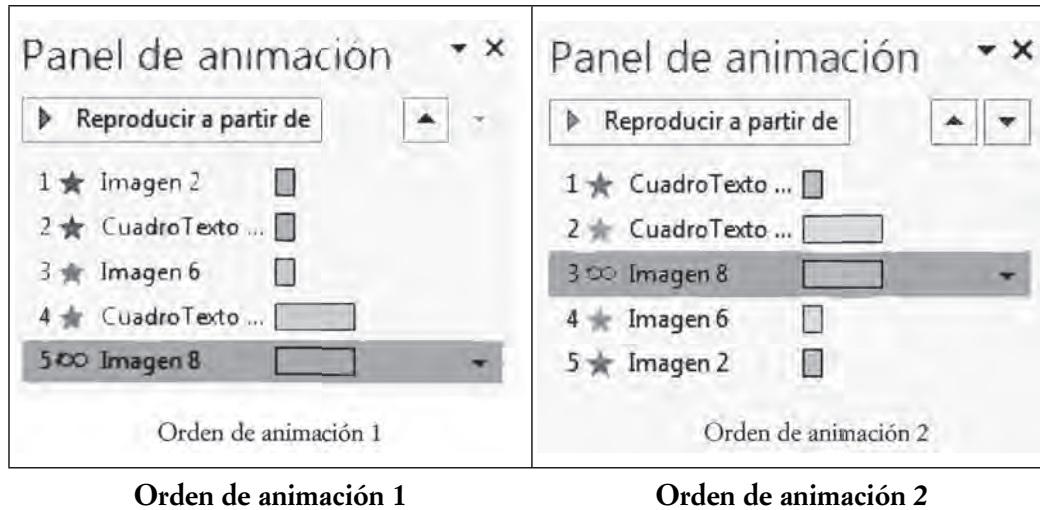 Panel de animación
Reproducir a partir de
1 Imagen 2
2 CuadroTexto ...
3 Imagen 6
4 CuadroTexto ...
5 Imagen 8
Orden de animación 1
Panel de animación
Reproducir a partir de
1 CuadroTexto ...
2 CuadroTexto ...
3 Imagen 8
4 Imagen 6
5 Imagen 2
Orden de animación 2
Orden de animación 1
Orden de animación 2